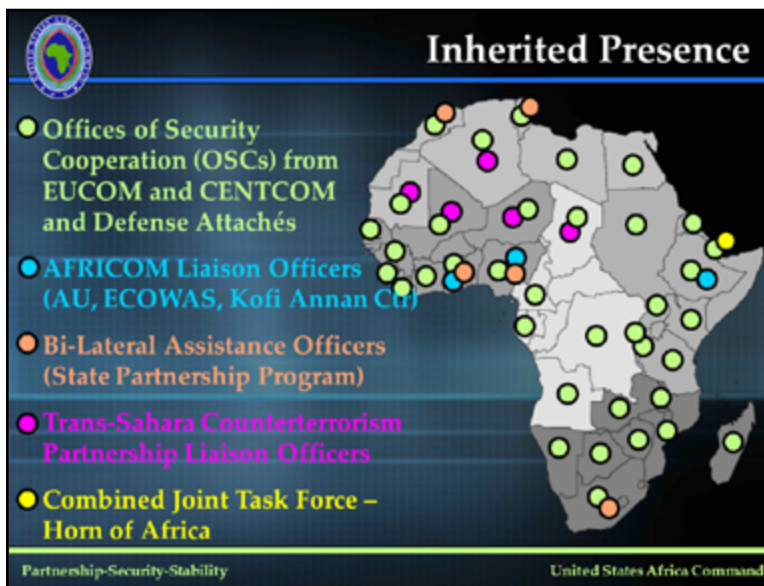 Inherited Presence
Offices of Security
Cooperation (OSCs) from
EUCOM and CENTCOM
and Defense Attachés
AFRICOM Liaison Officers
(AU, ECOWAS, Kofi Annan Ctr)
Bi-Lateral Assistance Officers
(State Partnership Program)
Trans-Sahara Counterterrorism
Partnership Liaison Officers
Combined Joint Task Force –
Horn of Africa
Partnership-Security-Stability
United States Africa Command